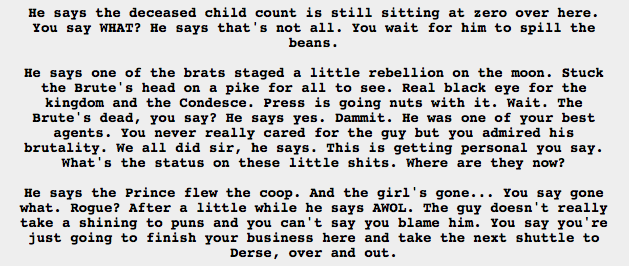 He says the deceased child count is still sitting at zero over here.
You say WHAT? He says that's not all. You wait for him to spill the
beans.
He says one of the brats staged a little rebellion on the moon. Stuck
the Brute's head on a pike for all to see. Real black eye for the
kingdom and the Condesce. Press is going nuts with it. Wait. The
Brute's dead, you say? He says yes. Dammit. He was one of your best
agents. You never really cared for the guy but you admired his
brutality. We all did sir, he says. This is getting personal you say.
What's the status on these little shits. Where are they now?
He says the Prince flew the coop. And the girl's gone... You say gone
what. Rogue? After a little while he says AWOL. The guy doesn't really
take a shining to puns and you can't say you blame him. You say you're
just going to finish your business here and take the next shuttle to
Derse, over and out.